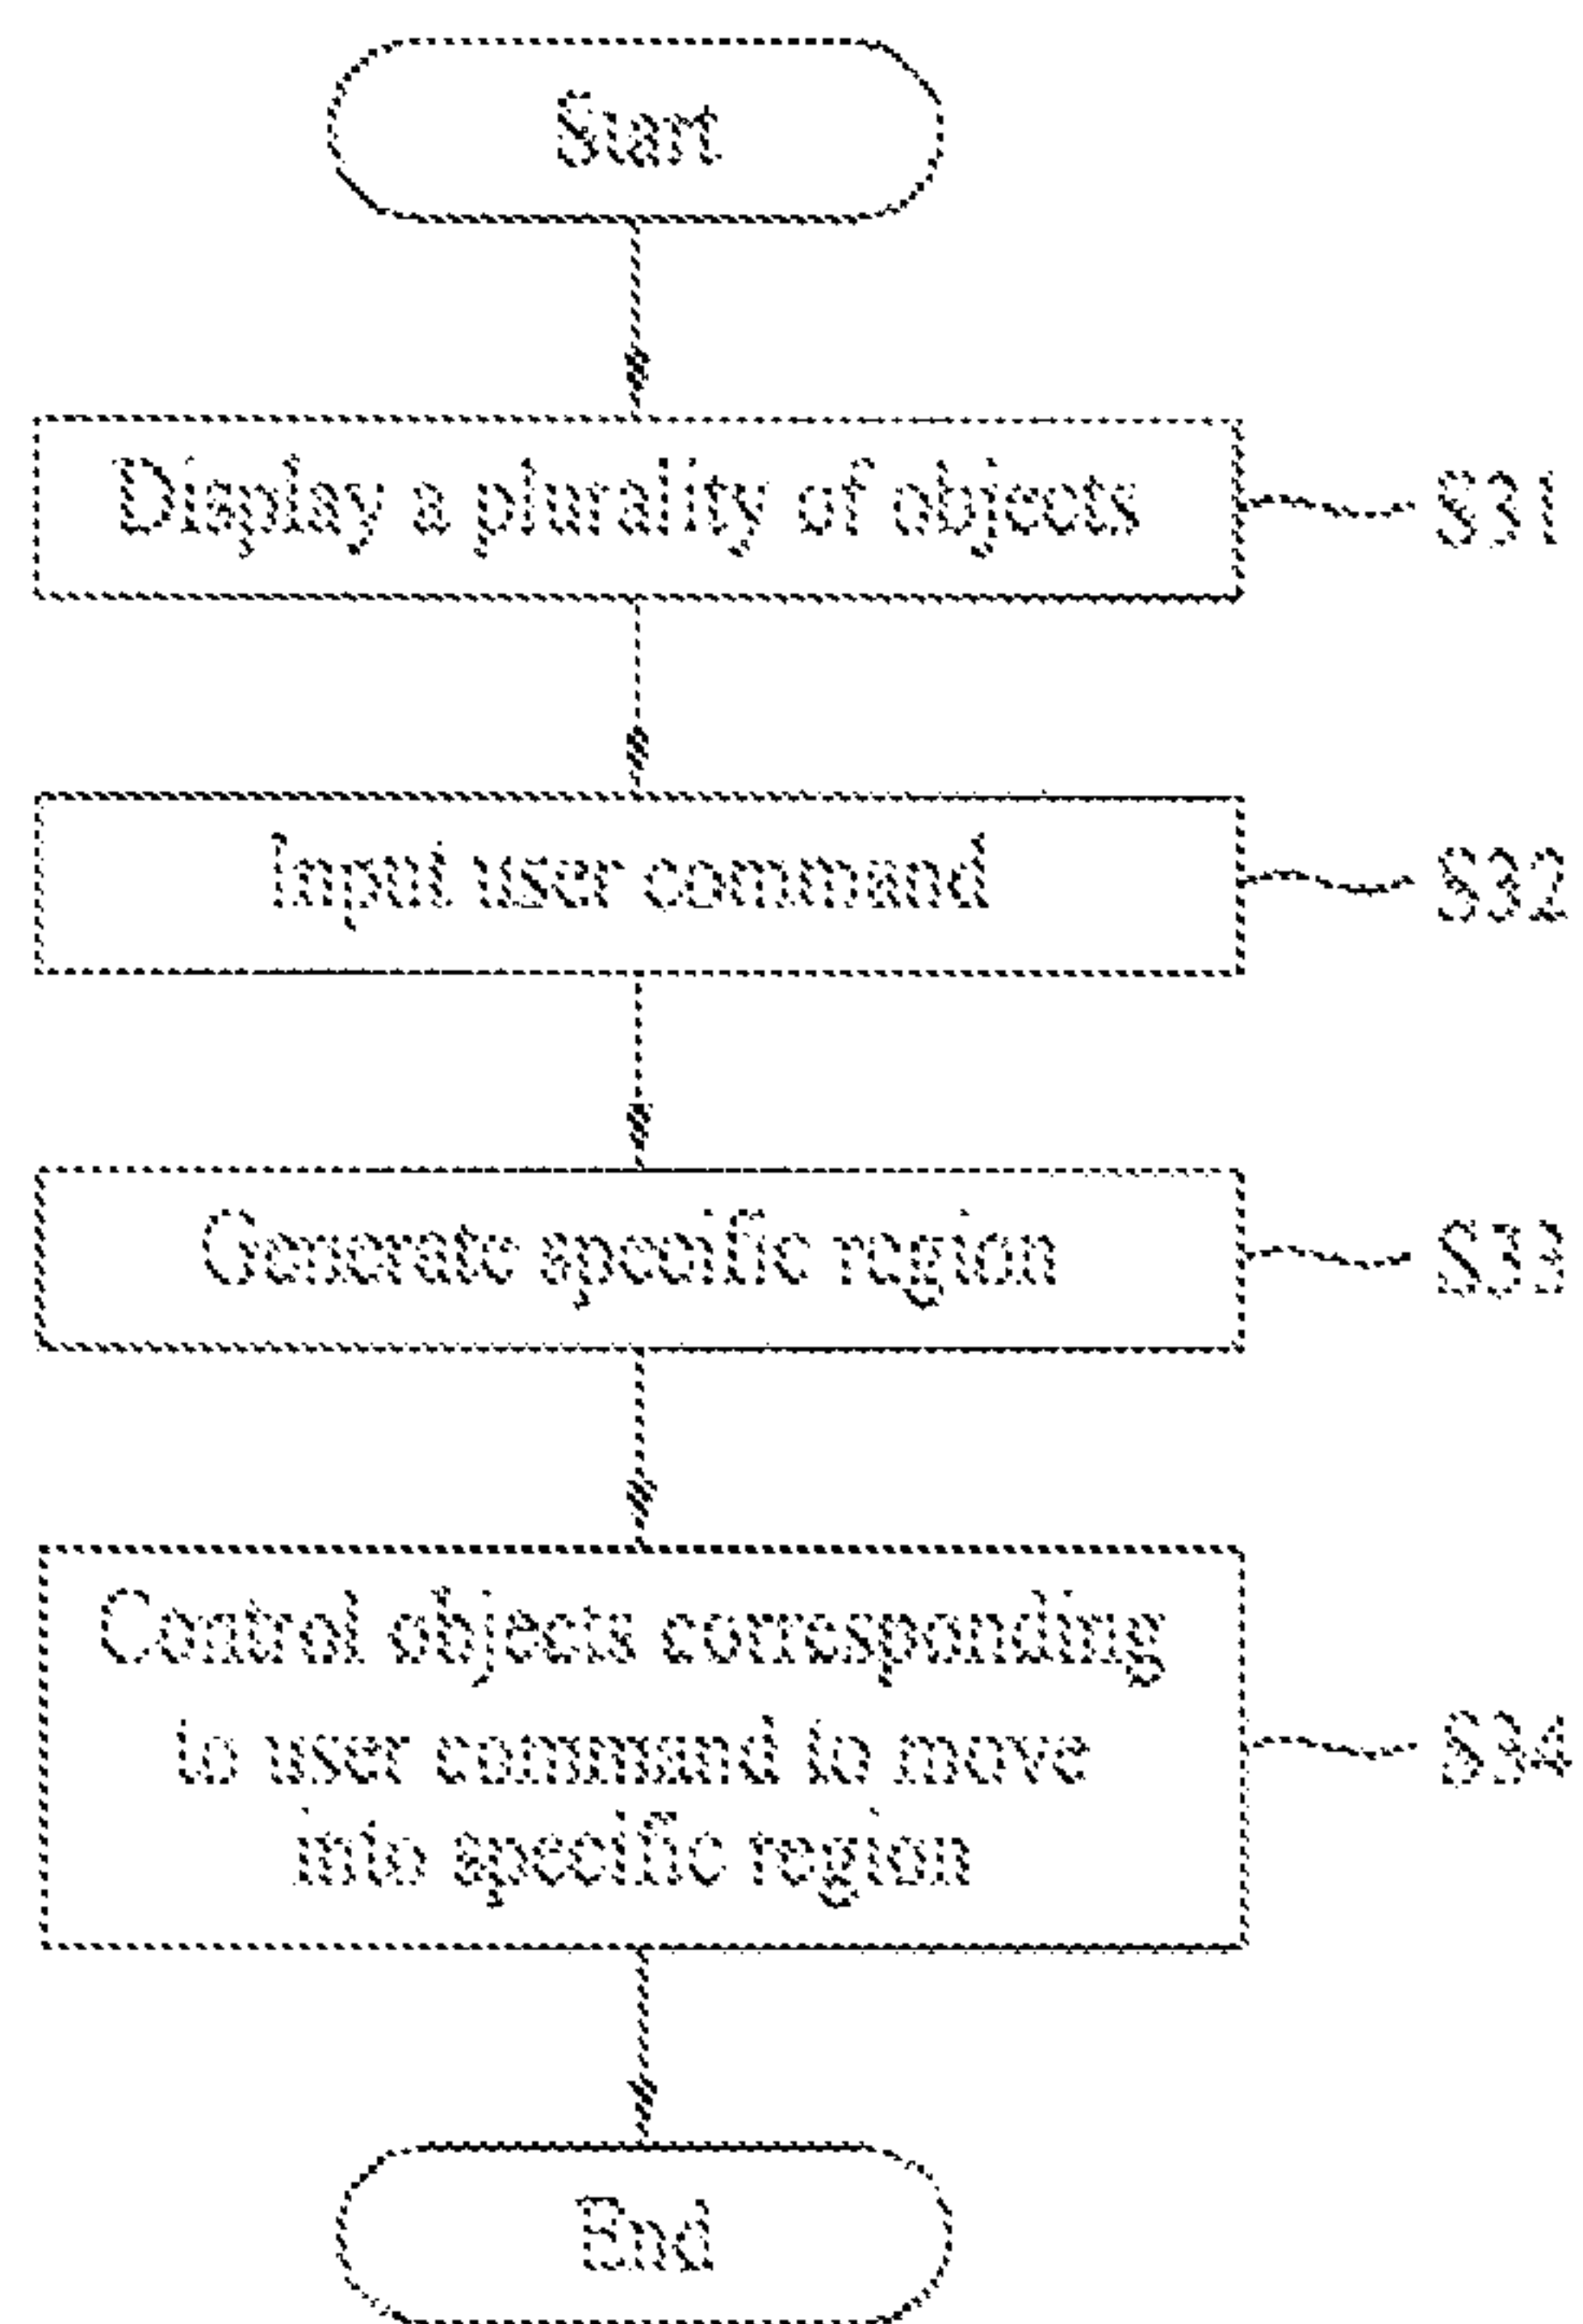 Start
Display a plurality of objects
S31
Input user command
S32
Generate specific region
S33
Control objects corresponding
to user command to move
into specific region
S34
End